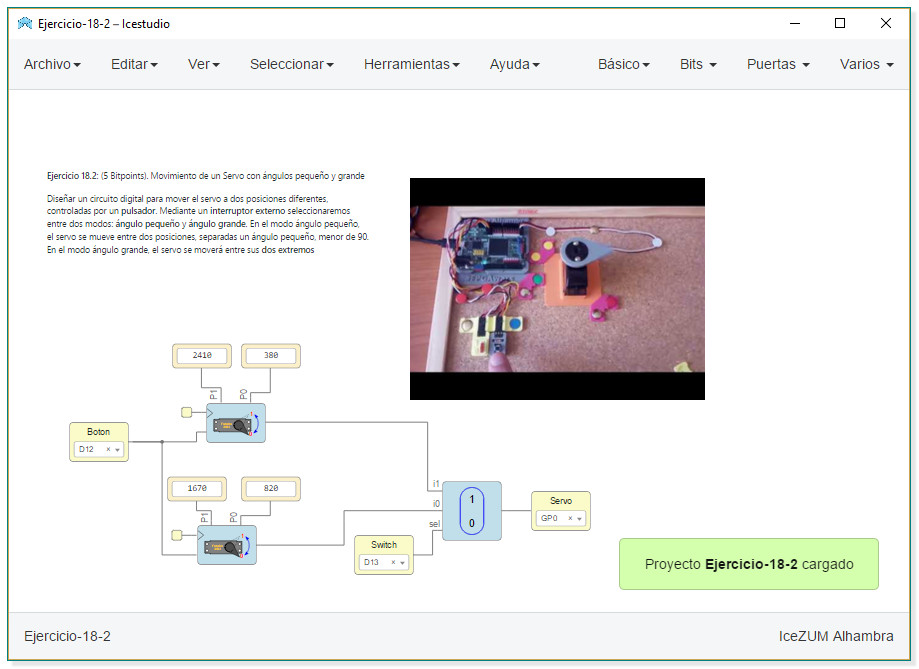 Ejercicio-18-2 – Icestudio
Archivo Editar Ver Seleccionar Herramientas Ayuda Básico Bits Puertas Varios
Ejercicio 18.2: (5 Bitpoints). Movimiento de un Servo con ángulos pequeño y grande
Diseñar un circuito digital para mover el servo a dos posiciones diferentes,
controladas por un pulsador. Mediante un interruptor externo seleccionaremos
entre dos modos: ángulo pequeño y ángulo grande. En el modo ángulo pequeño,
el servo se mueve entre dos posiciones, separadas un ángulo pequeño, menor de 90.
En el modo ángulo grande, el servo se moverá entre sus dos extremos
2410 380
P1 P0
Boton
D12
1670 820
P1 P0
i1
i0
sel
1
0
Switch
D13
Servo
GP0
Proyecto Ejercicio-18-2 cargado
Ejercicio-18-2 IceZUM Alhambra